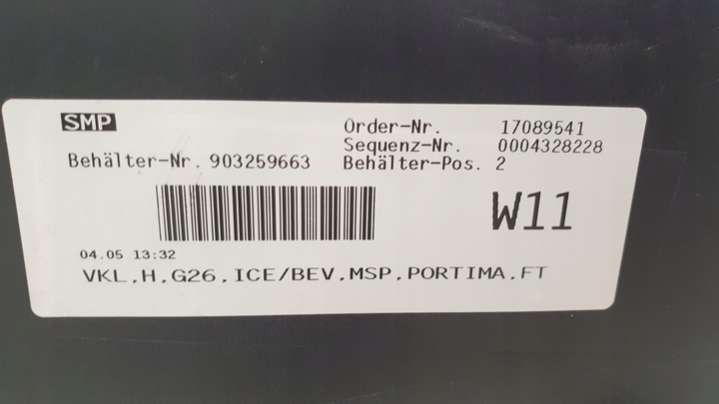 SMP
Order-Nr. 17089541
Sequenz-Nr. 0004328228
Behälter-Nr. 903259663 Behälter-Pos. 2
W11
04.05 13:32
VKL,H,G26,ICE/BEV,MSP,PORTIMA,FT